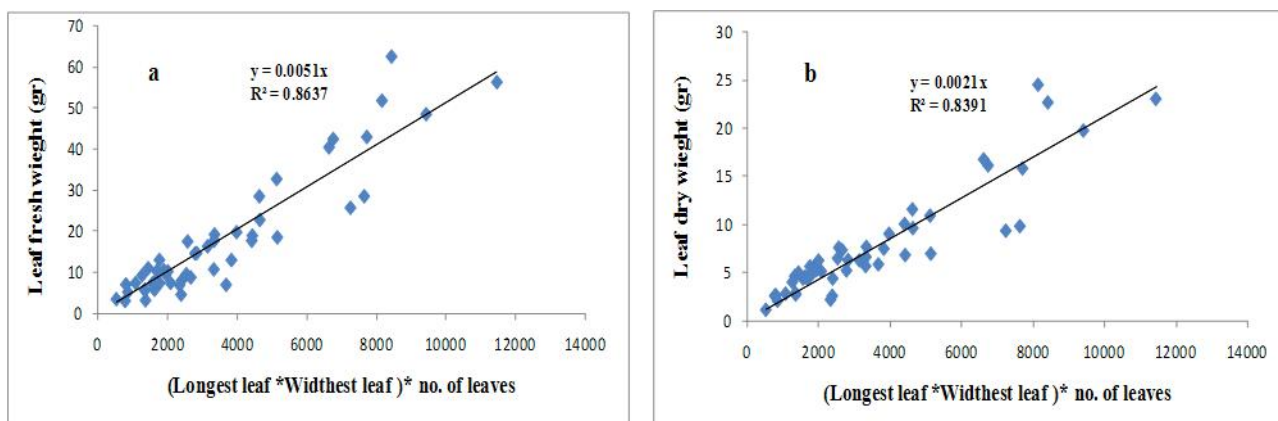 a
y = 0.0051x
R² = 0.8637
Leaf fresh wieght (gr)
70
60
50
40
30
20
10
0
0 2000 4000 6000 8000 10000 12000 14000
(Longest leaf *Widthest leaf )* no. of leaves
b
y = 0.0021x
R² = 0.8391
Leaf dry wieght (gr)
30
25
20
15
10
5
0
0 2000 4000 6000 8000 10000 12000 14000
(Longest leaf *Widthest leaf )* no. of leaves